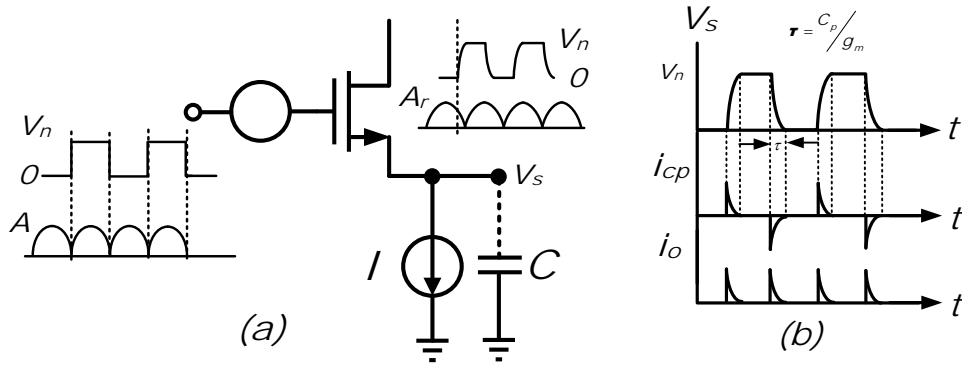 Vn
0
A
Vn
0
Ar
Vs
I
C
(a)
Vs
τ = Cp/gm
Vn
t
τ
icp
t
io
t
(b)